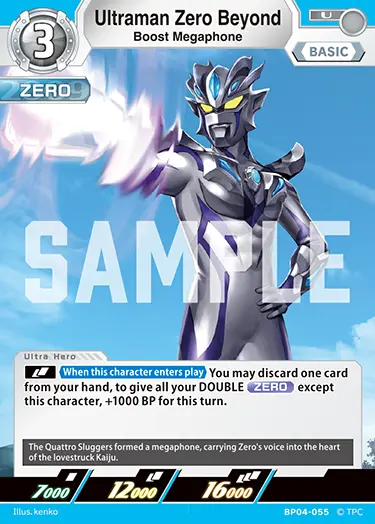 Ultraman Zero Beyond
Boost Megaphone
3
U
BASIC
ZERO
SAMPLE
Ultra Hero
When this character enters play You may discard one card
from your hand, to give all your DOUBLE ZERO except
this character, +1000 BP for this turn.
The Quattro Sluggers formed a megaphone, carrying Zero's voice into the heart
of the lovestruck Kaiju.
7000 12000 16000
Illus. kenko BP04-055 © TPC